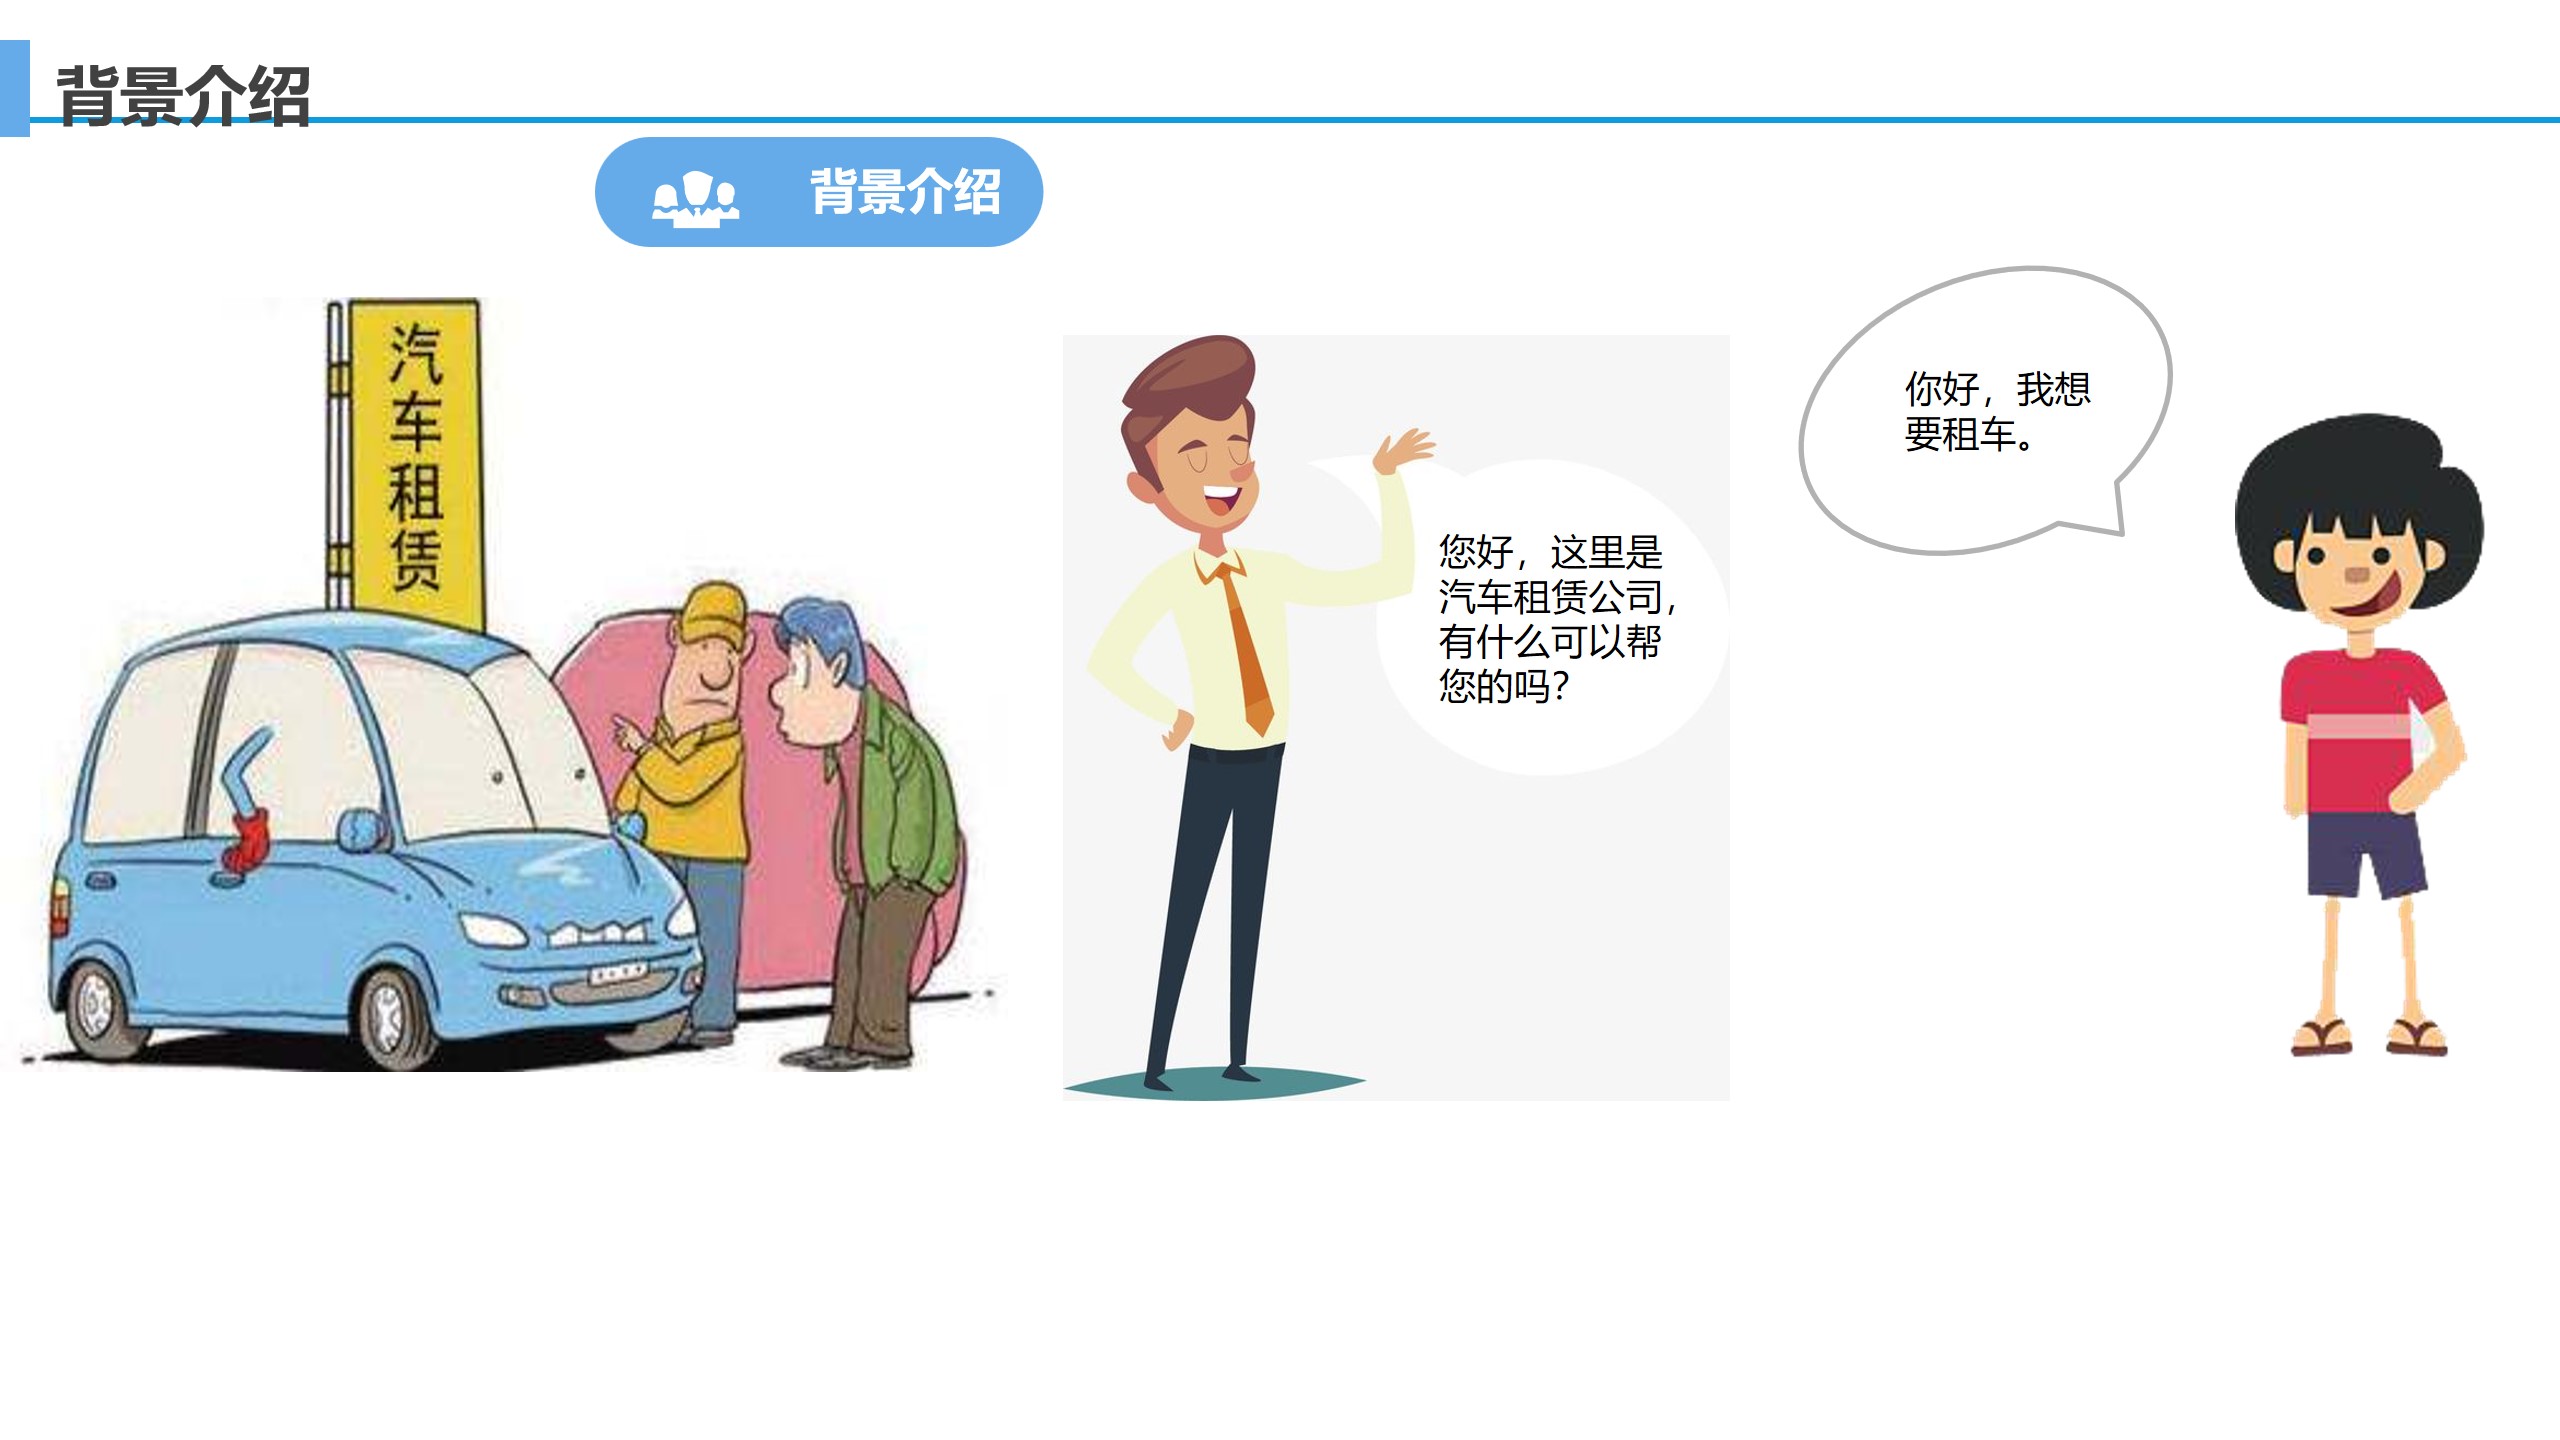 背景介绍
背景介绍
汽车租赁
您好，这里是
汽车租赁公司，
有什么可以帮
您的吗？
你好，我想
要租车。